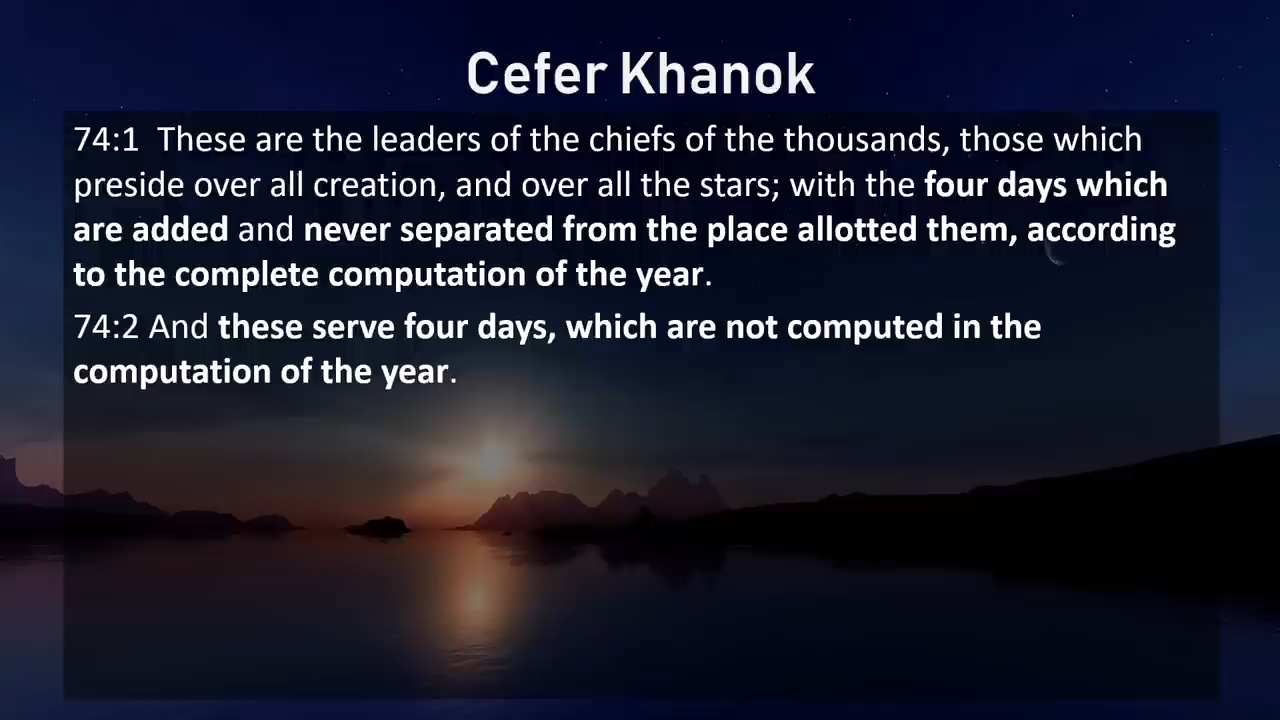 Cefer Khanok
74:1  These are the leaders of the chiefs of the thousands, those which
preside over all creation, and over all the stars; with the four days which
are added and never separated from the place allotted them, according
to the complete computation of the year.
74:2 And these serve four days, which are not computed in the
computation of the year.